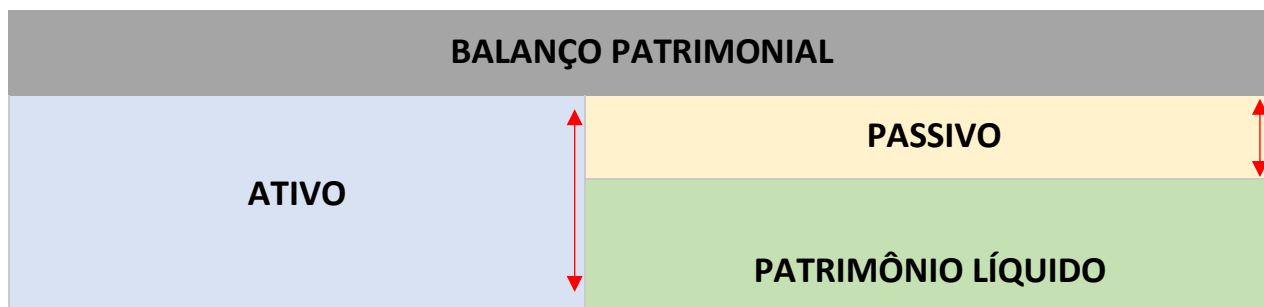 BALANÇO PATRIMONIAL
PASSIVO
ATIVO
PATRIMÔNIO LÍQUIDO